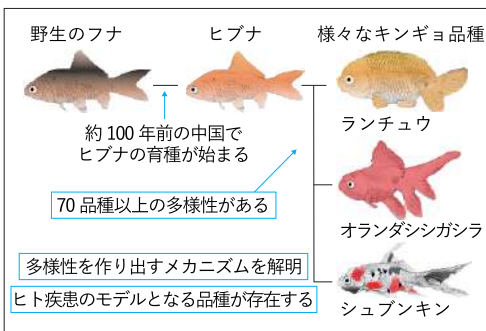 野生のフナ
ヒブナ
様々なキンギョ品種
約100年前の中国で
ヒブナの育種が始まる
ランチュウ
70品種以上の多様性がある
オランダシシガシラ
多様性を作り出すメカニズムを解明
ヒト疾患のモデルとなる品種が存在する
シュブンキン